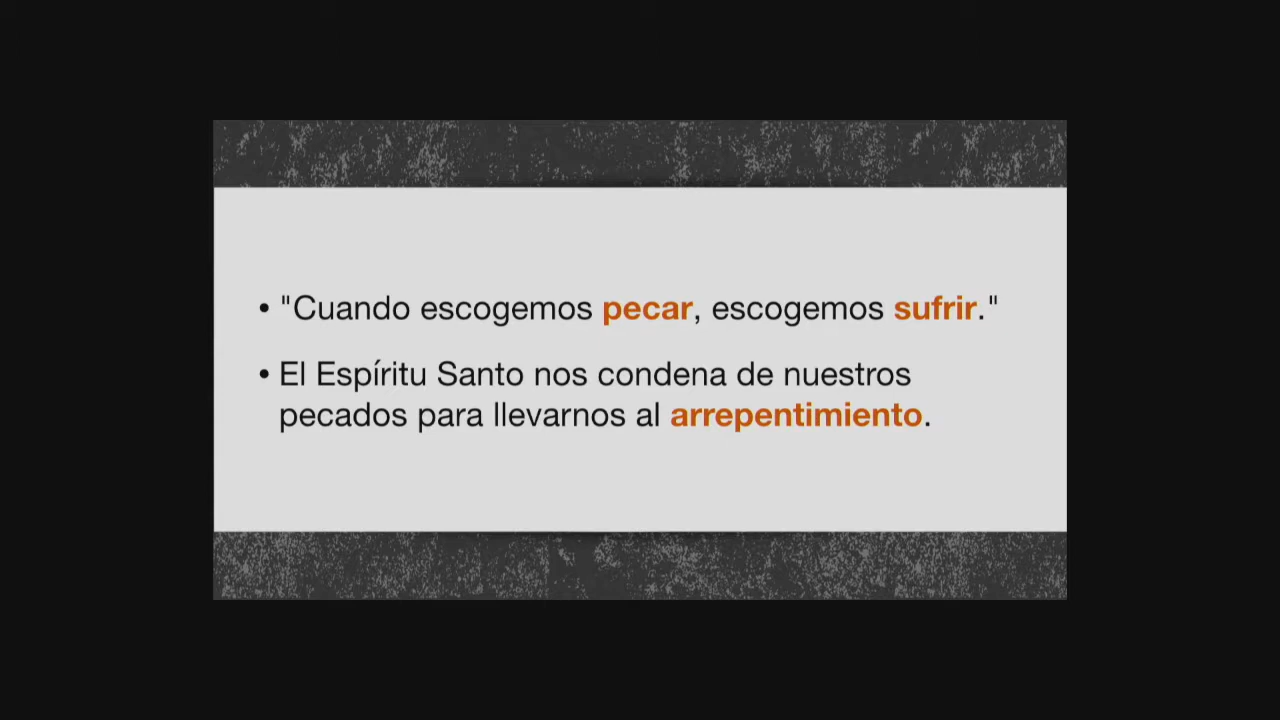 • "Cuando escogemos pecar, escogemos sufrir."
• El Espíritu Santo nos condena de nuestros
pecados para llevarnos al arrepentimiento.